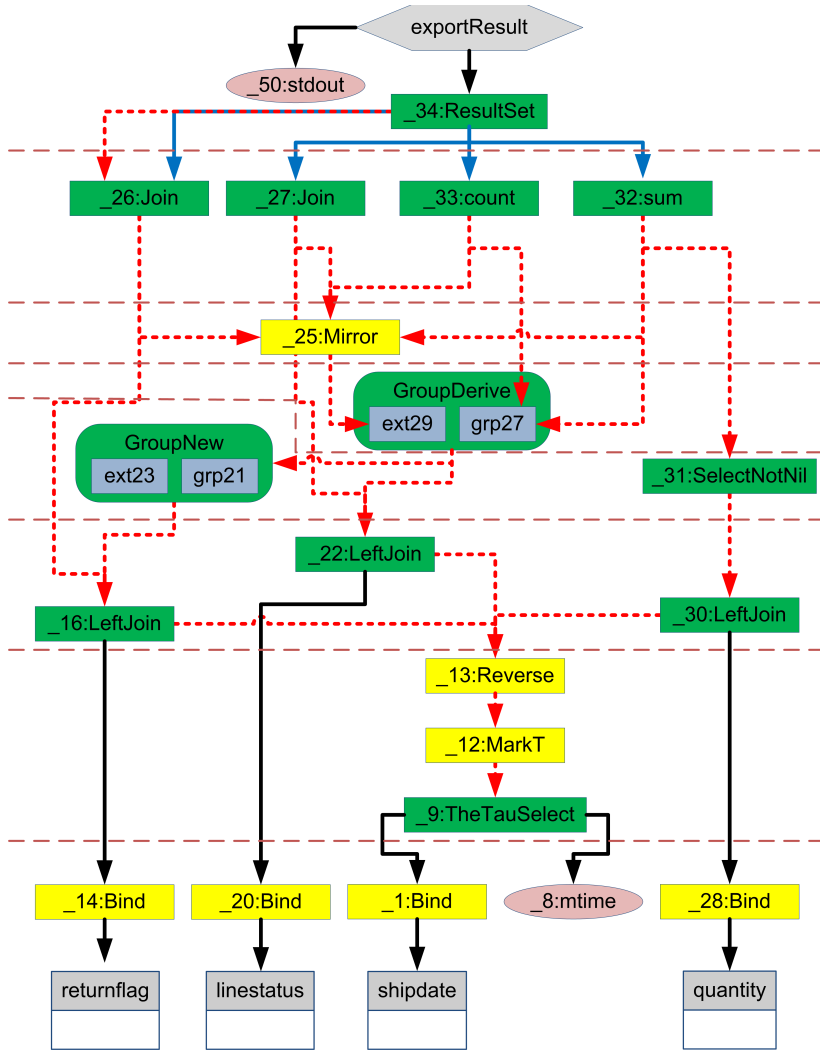 exportResult
_50:stdout
_34:ResultSet
_26:Join
_27:Join
_33:count
_32:sum
_25:Mirror
GroupDerive
ext29
grp27
GroupNew
ext23
grp21
_31:SelectNotNil
_22:LeftJoin
_16:LeftJoin
_30:LeftJoin
_13:Reverse
_12:MarkT
_9:TheTauSelect
_14:Bind
_20:Bind
_1:Bind
_8:mtime
_28:Bind
returnflag
linestatus
shipdate
quantity